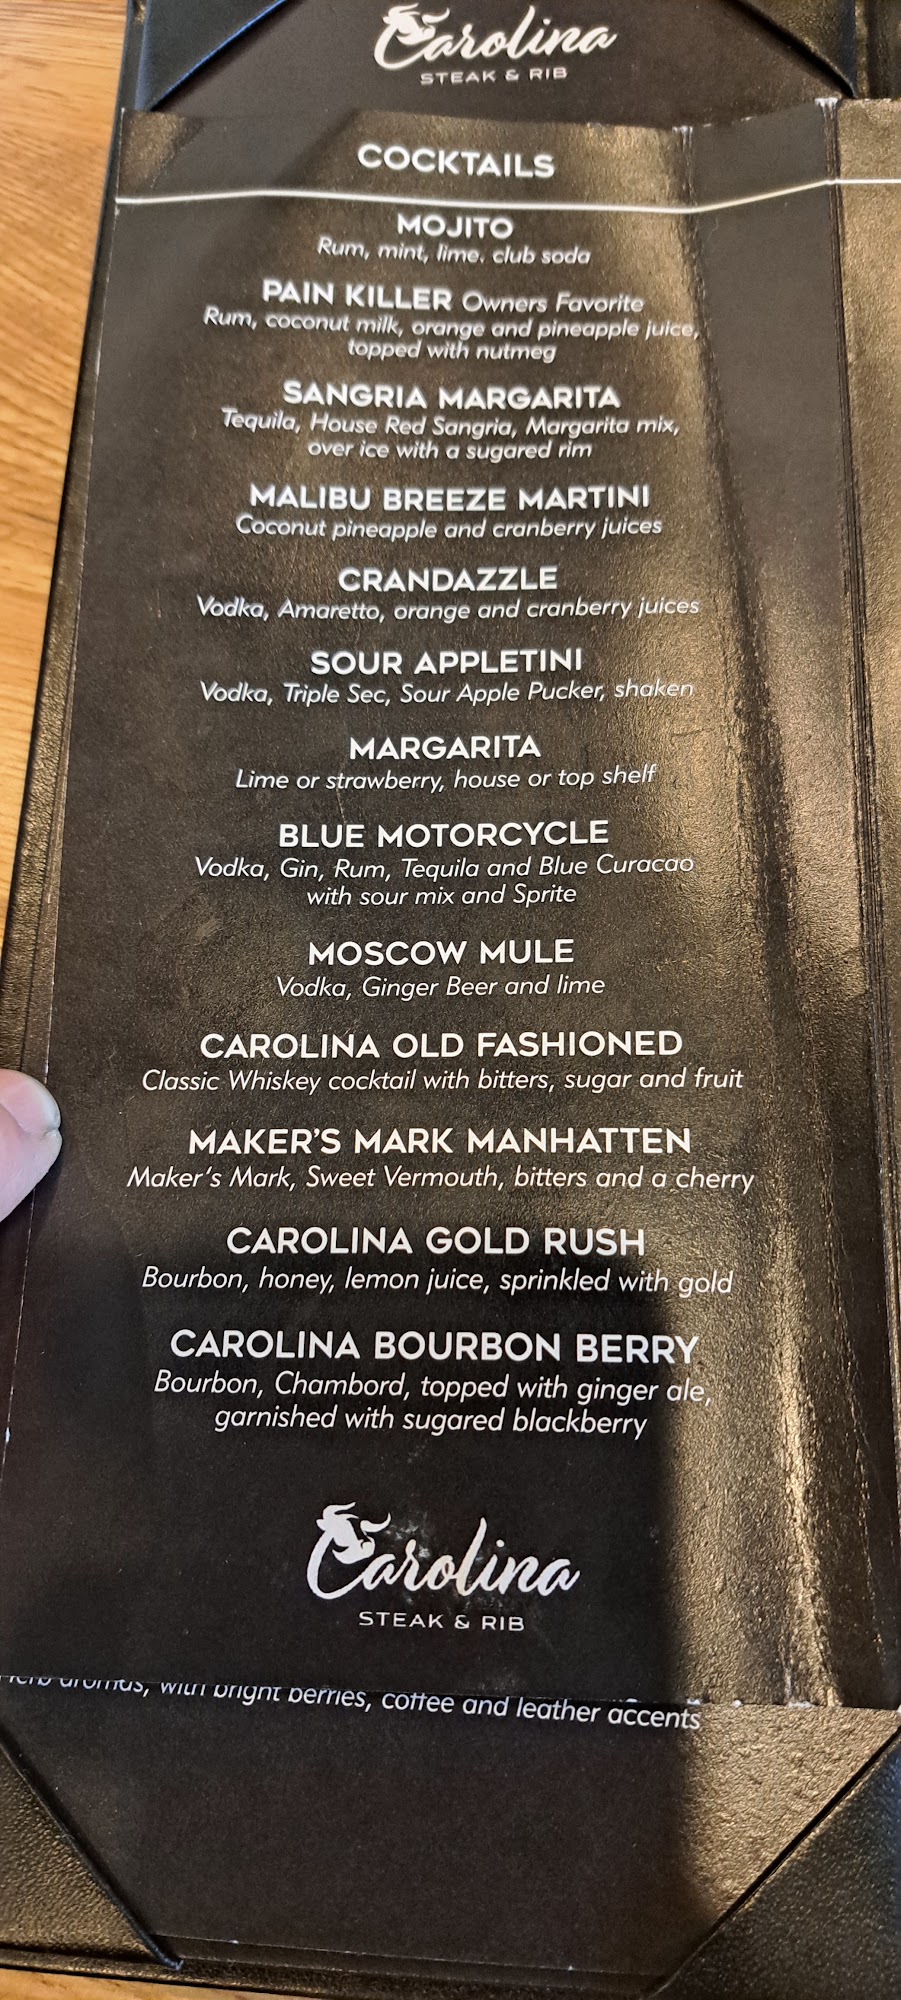 Carolina
STEAK & RIB
COCKTAILS
MOJITO
Rum, mint, lime. club soda
PAIN KILLER Owners Favorite
Rum, coconut milk, orange and pineapple juice,
topped with nutmeg
SANGRIA MARGARITA
Tequila, House Red Sangria, Margarita mix,
over ice with a sugared rim
MALIBU BREEZE MARTINI
Coconut pineapple and cranberry juices
CRANDAZZLE
Vodka, Amaretto, orange and cranberry juices
SOUR APPLETINI
Vodka, Triple Sec, Sour Apple Pucker, shaken
MARGARITA
Lime or strawberry, house or top shelf
BLUE MOTORCYCLE
Vodka, Gin, Rum, Tequila and Blue Curacao
with sour mix and Sprite
MOSCOW MULE
Vodka, Ginger Beer and lime
CAROLINA OLD FASHIONED
Classic Whiskey cocktail with bitters, sugar and fruit
MAKER'S MARK MANHATTEN
Maker's Mark, Sweet Vermouth, bitters and a cherry
CAROLINA GOLD RUSH
Bourbon, honey, lemon juice, sprinkled with gold
CAROLINA BOURBON BERRY
Bourbon, Chambord, topped with ginger ale,
garnished with sugared blackberry
Carolina
STEAK & RIB
aromas, with bright berries, coffee and leather accents